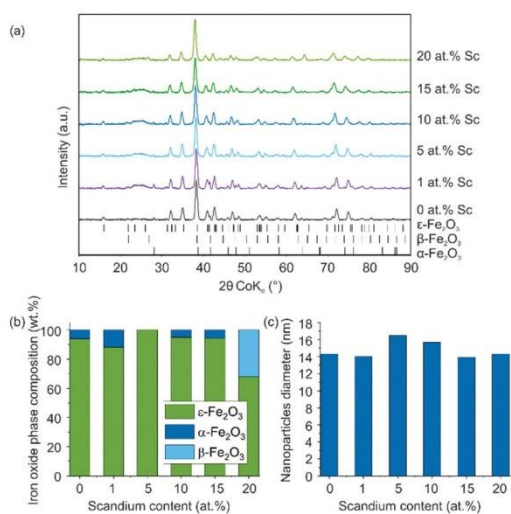 (a)
Intensity (a.u.)
20 at.% Sc
15 at.% Sc
10 at.% Sc
5 at.% Sc
1 at.% Sc
0 at.% Sc
ε-Fe₂O₃
β-Fe₂O₃
α-Fe₂O₃
10 20 30 40 50 60 70 80 90
2θ CoKα (°)
(b)
Iron oxide phase composition (wt.%)
100
80
60
40
20
0
ε-Fe₂O₃
α-Fe₂O₃
β-Fe₂O₃
0 1 5 10 15 20
Scandium content (at.%)
(c)
Nanoparticles diameter (nm)
18
16
14
12
10
8
6
4
2
0
0 1 5 10 15 20
Scandium content (at.%)